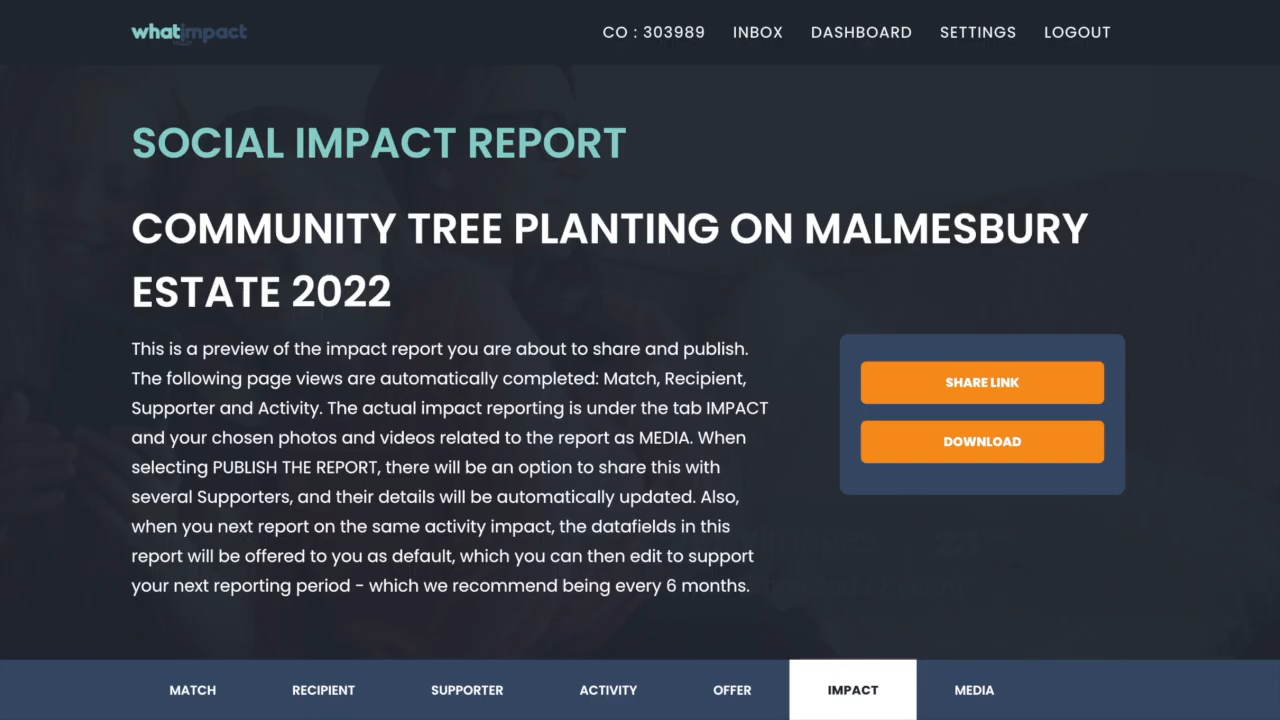 whatimpact
CO : 303989 INBOX DASHBOARD SETTINGS LOGOUT
SOCIAL IMPACT REPORT
COMMUNITY TREE PLANTING ON MALMESBURY
ESTATE 2022
This is a preview of the impact report you are about to share and publish.
The following page views are automatically completed: Match, Recipient,
Supporter and Activity. The actual impact reporting is under the tab IMPACT
and your chosen photos and videos related to the report as MEDIA. When
selecting PUBLISH THE REPORT, there will be an option to share this with
several Supporters, and their details will be automatically updated. Also,
when you next report on the same activity impact, the datafields in this
report will be offered to you as default, which you can then edit to support
your next reporting period - which we recommend being every 6 months.
SHARE LINK
DOWNLOAD
MATCH RECIPIENT SUPPORTER ACTIVITY OFFER IMPACT MEDIA